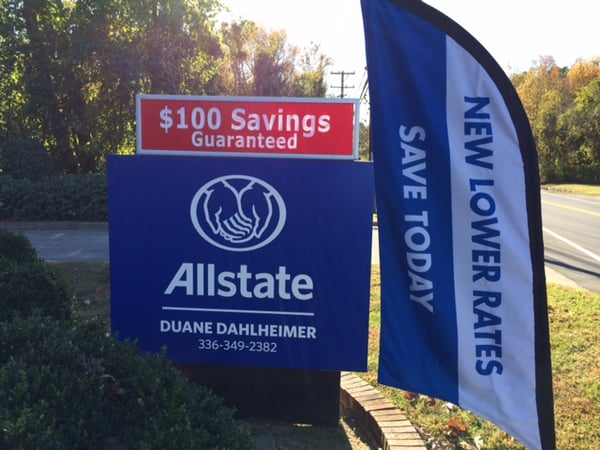 $100 Savings
Guaranteed
Allstate
DUANE DAHLHEIMER
336-349-2382
NEW LOWER RATES
SAVE TODAY